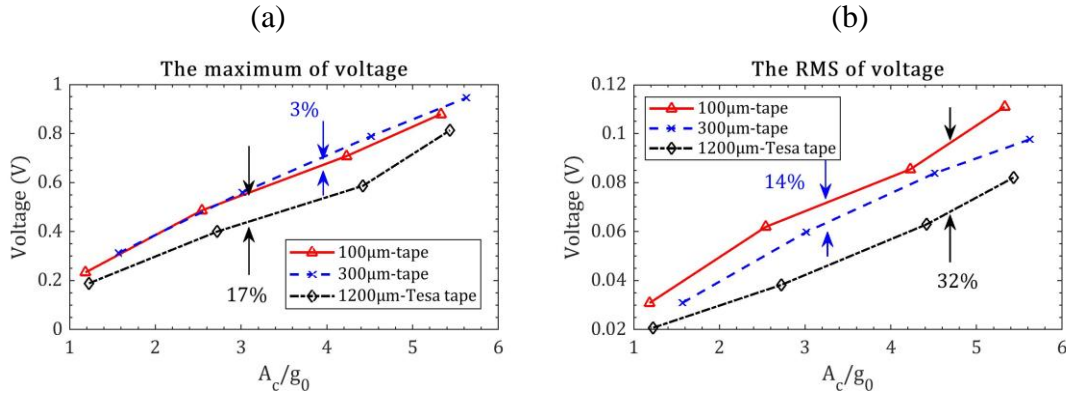 (a)
The maximum of voltage
1
0.8
0.6
0.4
0.2
0
Voltage (V)
3%
17%
100μm-tape
300μm-tape
1200μm-Tesa tape
1 2 3 4 5 6
A_c/g_0
(b)
The RMS of voltage
0.12
0.1
0.08
0.06
0.04
0.02
Voltage (V)
100μm-tape
300μm-tape
1200μm-Tesa tape
14%
32%
1 2 3 4 5 6
A_c/g_0